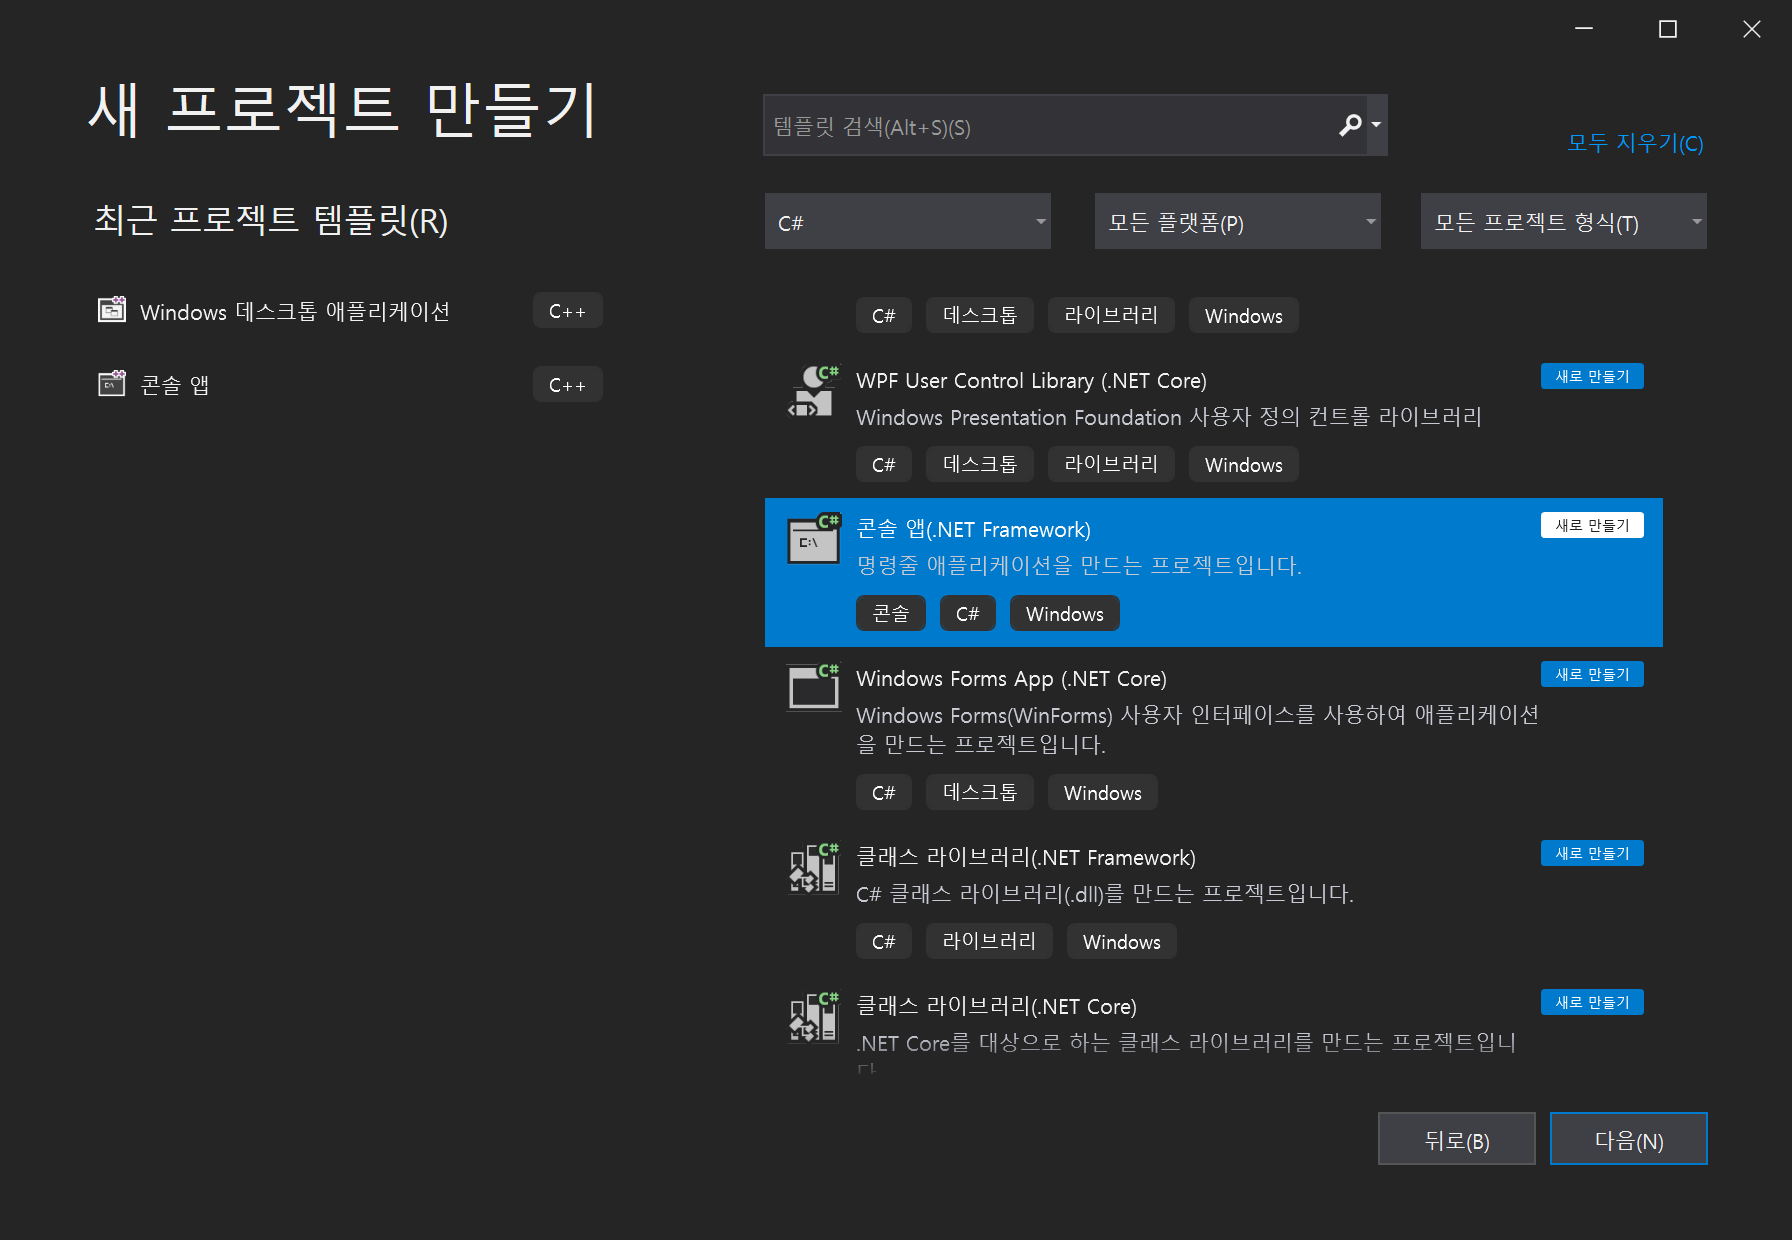 새 프로젝트 만들기
최근 프로젝트 템플릿(R)
Windows 데스크톱 애플리케이션 C++
콘솔 앱 C++
템플릿 검색(Alt+S)(S)
모두 지우기(C)
C# 모든 플랫폼(P) 모든 프로젝트 형식(T)
C# 데스크톱 라이브러리 Windows
WPF User Control Library (.NET Core) 새로 만들기
Windows Presentation Foundation 사용자 정의 컨트롤 라이브러리
C# 데스크톱 라이브러리 Windows
콘솔 앱(.NET Framework) 새로 만들기
명령줄 애플리케이션을 만드는 프로젝트입니다.
콘솔 C# Windows
Windows Forms App (.NET Core) 새로 만들기
Windows Forms(WinForms) 사용자 인터페이스를 사용하여 애플리케이션
을 만드는 프로젝트입니다.
C# 데스크톱 Windows
클래스 라이브러리(.NET Framework) 새로 만들기
C# 클래스 라이브러리(.dll)를 만드는 프로젝트입니다.
C# 라이브러리 Windows
클래스 라이브러리(.NET Core) 새로 만들기
.NET Core를 대상으로 하는 클래스 라이브러리를 만드는 프로젝트입니
뒤로(B) 다음(N)